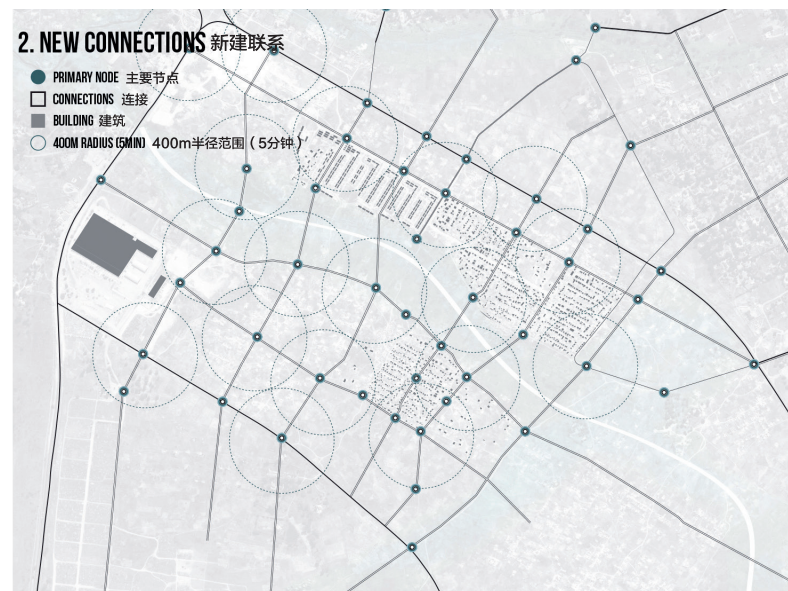 2. NEW CONNECTIONS 新建联系
PRIMARY NODE 主要节点
CONNECTIONS 连接
BUILDING 建筑
400M RADIUS (5MIN) 400m半径范围（5分钟）